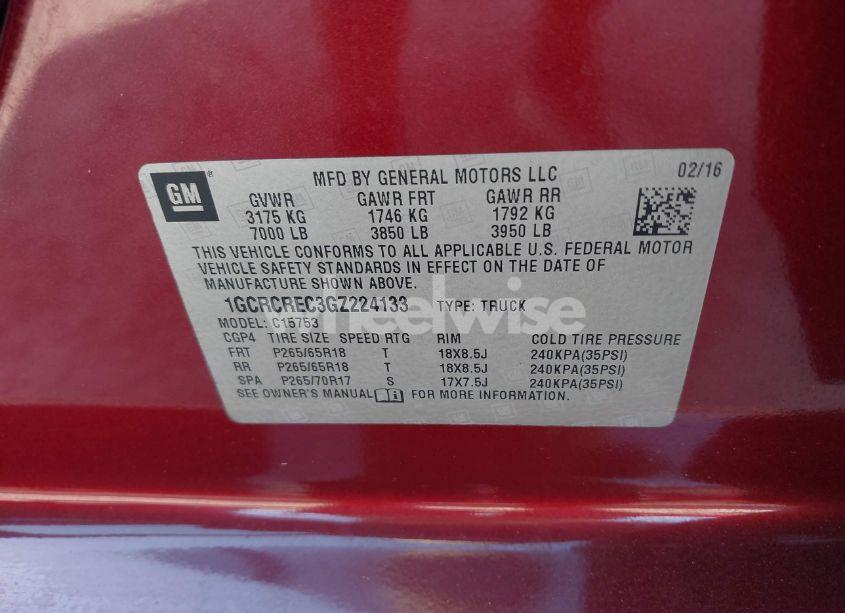 GM
MFD BY GENERAL MOTORS LLC 02/16
GVWR GAWR FRT GAWR RR
3175 KG 1746 KG 1792 KG
7000 LB 3850 LB 3950 LB
THIS VEHICLE CONFORMS TO ALL APPLICABLE U.S. FEDERAL MOTOR
VEHICLE SAFETY STANDARDS IN EFFECT ON THE DATE OF
MANUFACTURE SHOWN ABOVE.
1GCRCREC3GZ224133 TYPE: TRUCK
wheelwise
MODEL: C15753
CGP4 TIRE SIZE SPEED RTG RIM COLD TIRE PRESSURE
FRT P265/65R18 T 18X8.5J 240KPA(35PSI)
RR P265/65R18 T 18X8.5J 240KPA(35PSI)
SPA P265/70R17 S 17X7.5J 240KPA(35PSI)
SEE OWNER'S MANUAL FOR MORE INFORMATION.